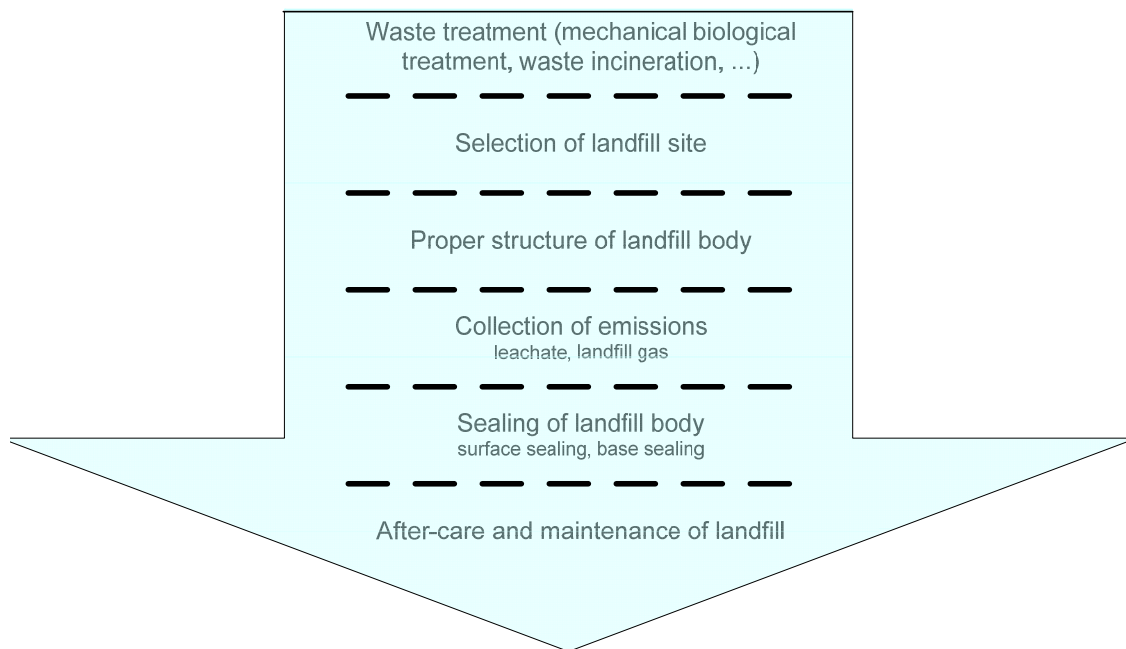 Waste treatment (mechanical biological
treatment, waste incineration, ...)
Selection of landfill site
Proper structure of landfill body
Collection of emissions
leachate, landfill gas
Sealing of landfill body
surface sealing, base sealing
After-care and maintenance of landfill